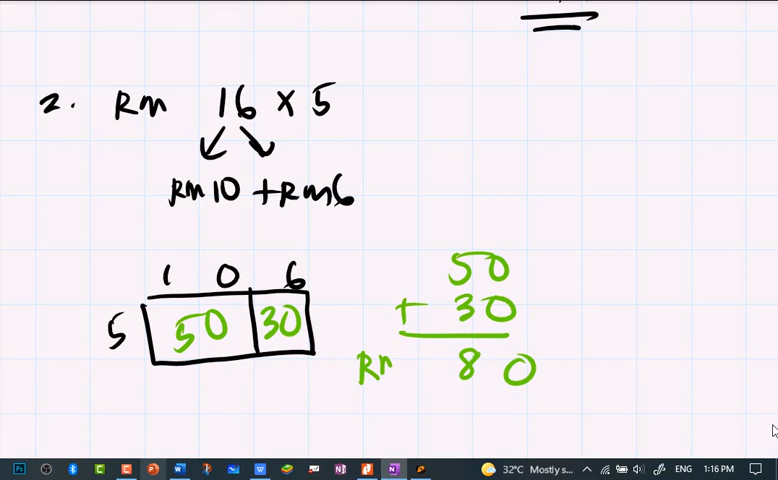 2. Rm 16 x 5
Rm10 + Rm6
1 0 6
5 50 30
50
+ 30
Rm 80
32°C Mostly s... ENG 1:16 PM